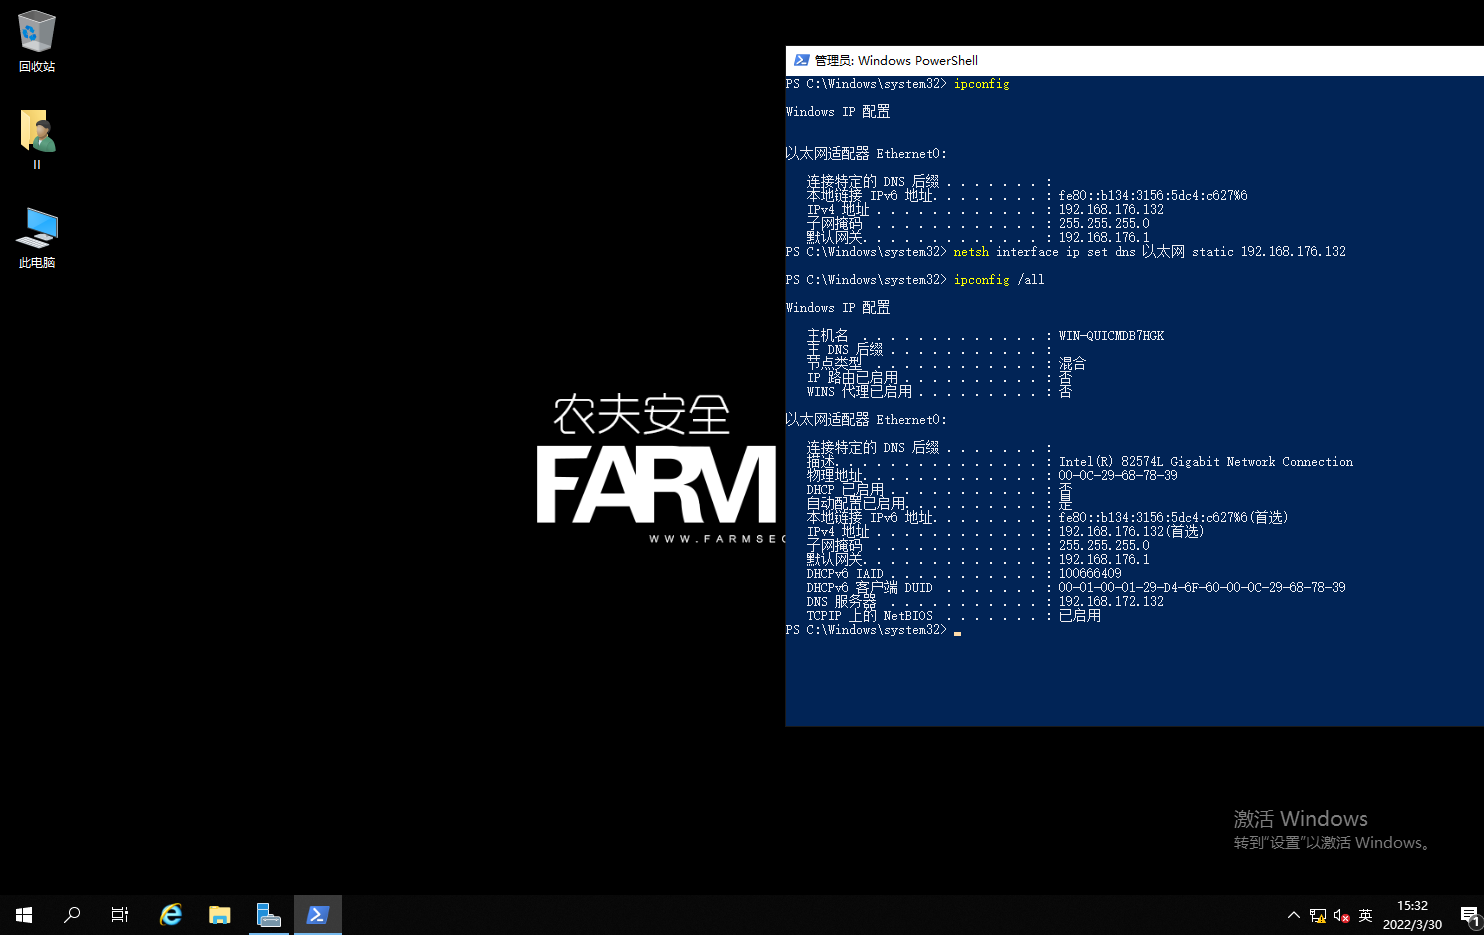 回收站
II
此电脑
农夫安全
FARM
WWW.FARMSEC
管理员: Windows PowerShell
PS C:\Windows\system32> ipconfig
Windows IP 配置
以太网适配器 Ethernet0:
连接特定的 DNS 后缀 . . . . . . . :
本地链接 IPv6 地址. . . . . . . . : fe80::b134:3156:5dc4:c627%6
IPv4 地址 . . . . . . . . . . . . : 192.168.176.132
子网掩码  . . . . . . . . . . . . : 255.255.255.0
默认网关. . . . . . . . . . . . . : 192.168.176.1
PS C:\Windows\system32> netsh interface ip set dns 以太网 static 192.168.176.132
PS C:\Windows\system32> ipconfig /all
Windows IP 配置
主机名  . . . . . . . . . . . . . : WIN-QUICMDB7HGK
主 DNS 后缀 . . . . . . . . . . . :
节点类型  . . . . . . . . . . . . : 混合
IP 路由已启用 . . . . . . . . . . : 否
WINS 代理已启用 . . . . . . . . . : 否
以太网适配器 Ethernet0:
连接特定的 DNS 后缀 . . . . . . . :
描述. . . . . . . . . . . . . . . : Intel(R) 82574L Gigabit Network Connection
物理地址. . . . . . . . . . . . . : 00-0C-29-68-78-39
DHCP 已启用 . . . . . . . . . . . : 否
自动配置已启用. . . . . . . . . . : 是
本地链接 IPv6 地址. . . . . . . . : fe80::b134:3156:5dc4:c627%6(首选)
IPv4 地址 . . . . . . . . . . . . : 192.168.176.132(首选)
子网掩码  . . . . . . . . . . . . : 255.255.255.0
默认网关. . . . . . . . . . . . . : 192.168.176.1
DHCPv6 IAID . . . . . . . . . . . : 100666409
DHCPv6 客户端 DUID  . . . . . . . : 00-01-00-01-29-D4-6F-60-00-0C-29-68-78-39
DNS 服务器  . . . . . . . . . . . : 192.168.172.132
TCPIP 上的 NetBIOS  . . . . . . . : 已启用
PS C:\Windows\system32>
激活 Windows
转到“设置”以激活 Windows。
英
15:32
2022/3/30
1